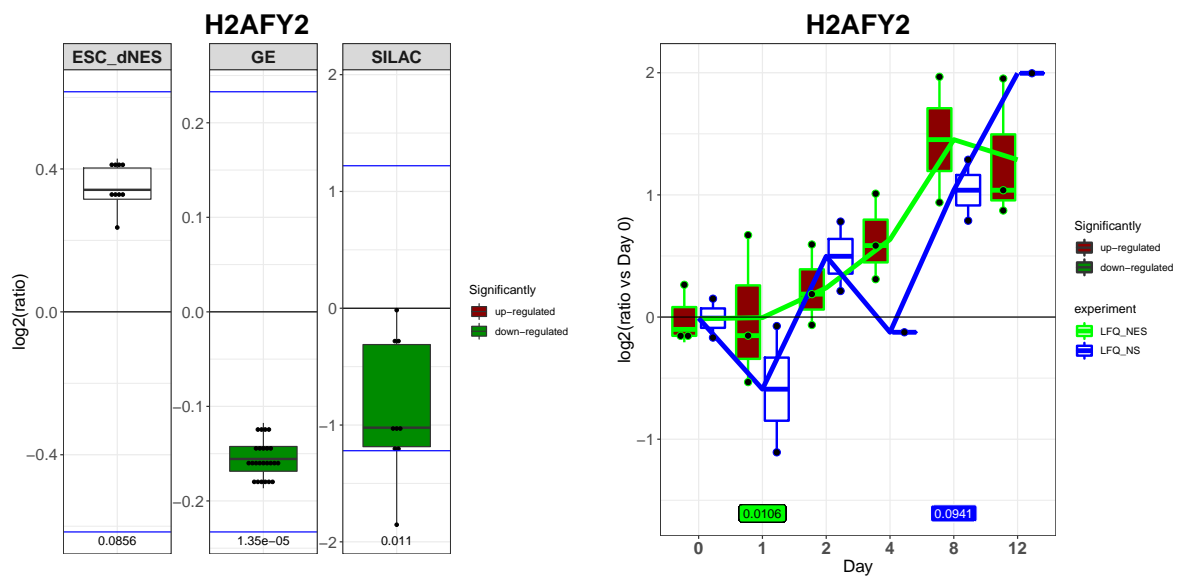 H2AFY2
ESC_dNES
GE
SILAC
log2(ratio)
0.4
0.0
−0.4
0.2
0.1
0.0
−0.1
−0.2
2
1
0
−1
−2
0.0856
1.35e−05
0.011
Significantly
up−regulated
down−regulated
H2AFY2
log2(ratio vs Day 0)
2
1
0
−1
0.0106
0.0941
0
1
2
4
8
12
Day
Significantly
up−regulated
down−regulated
experiment
LFQ_NES
LFQ_NS